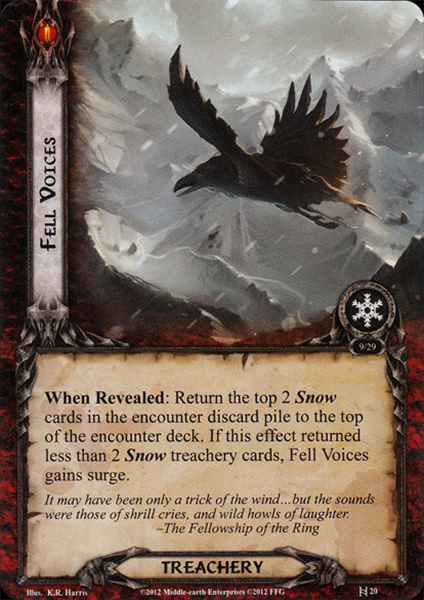 FELL VOICES
9/29
When Revealed: Return the top 2 Snow
cards in the encounter discard pile to the top
of the encounter deck. If this effect returned
less than 2 Snow treachery cards, Fell Voices
gains surge.
It may have been only a trick of the wind...but the sounds
were those of shrill cries, and wild howls of laughter.
–The Fellowship of the Ring
TREACHERY
Illus. K.R. Harris ©2012 Middle-earth Enterprises ©2012 FFG 20